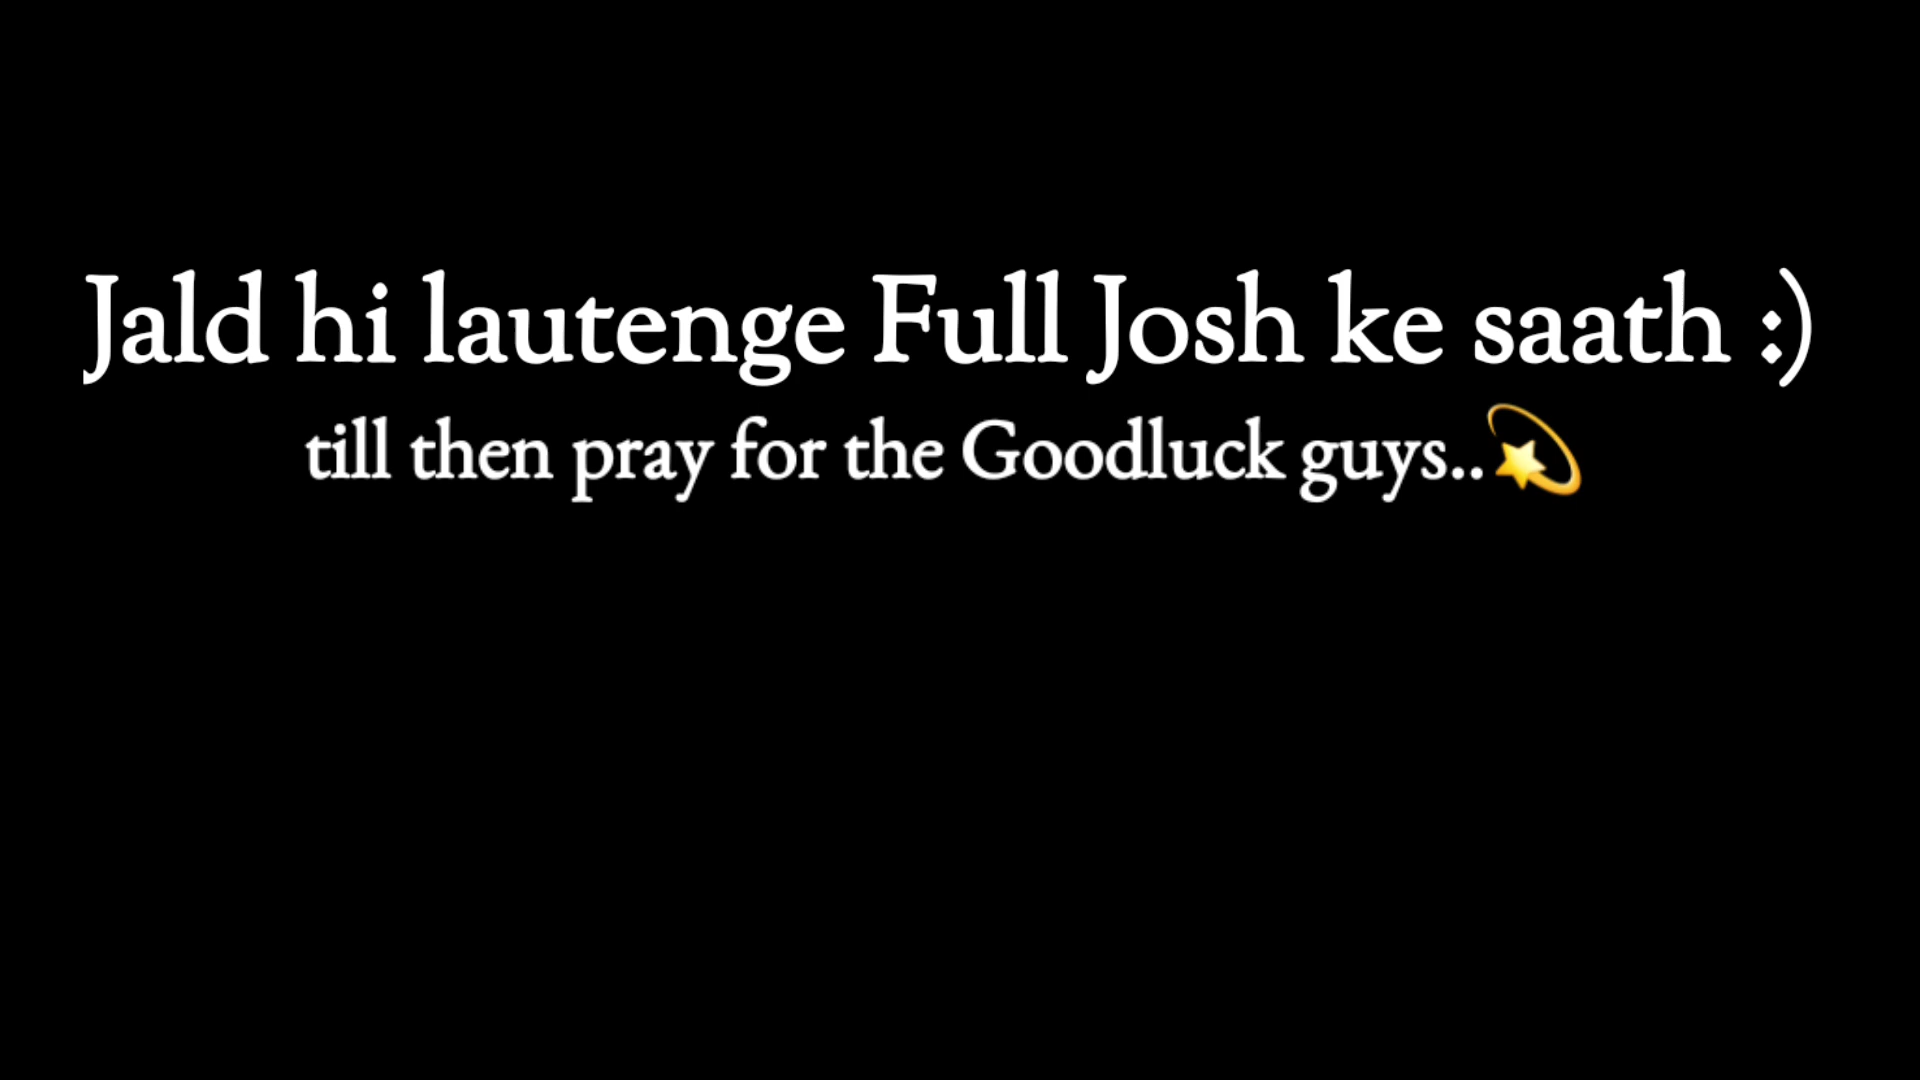 Jald hi lautenge Full Josh ke saath :)
till then pray for the Goodluck guys..💫